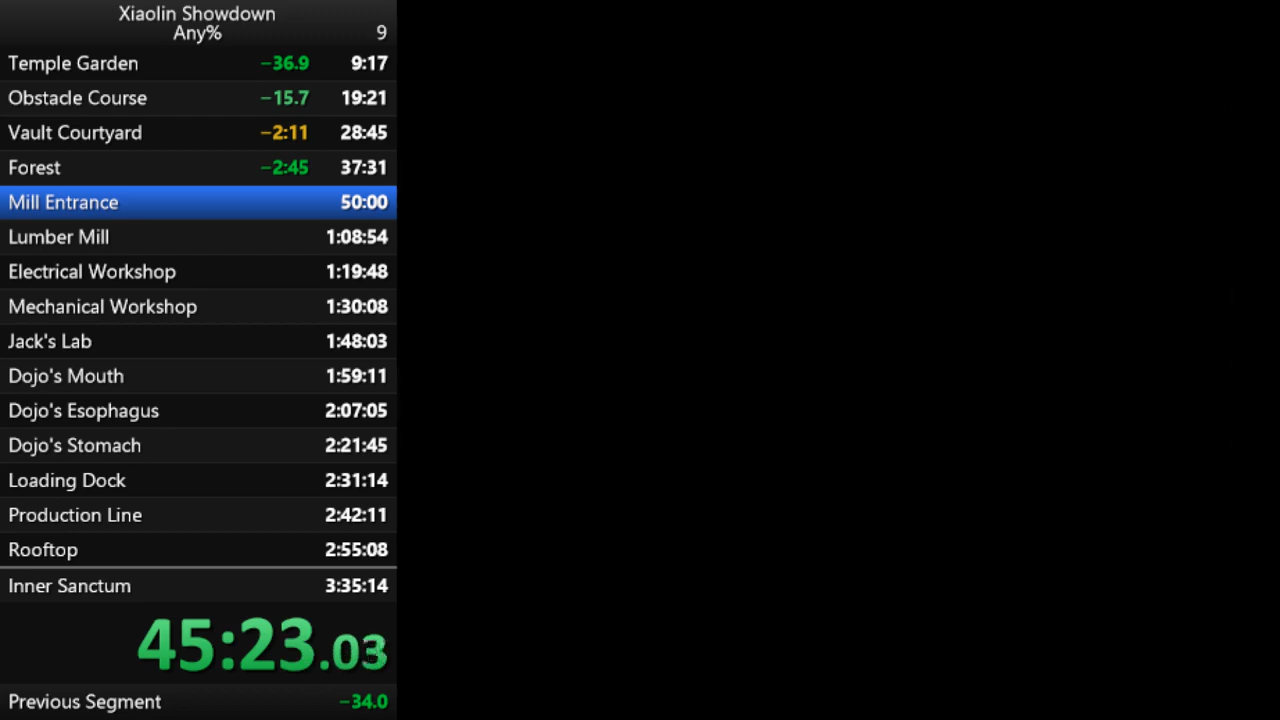 Xiaolin Showdown
Any% 9
Temple Garden −36.9 9:17
Obstacle Course −15.7 19:21
Vault Courtyard −2:11 28:45
Forest −2:45 37:31
Mill Entrance 50:00
Lumber Mill 1:08:54
Electrical Workshop 1:19:48
Mechanical Workshop 1:30:08
Jack's Lab 1:48:03
Dojo's Mouth 1:59:11
Dojo's Esophagus 2:07:05
Dojo's Stomach 2:21:45
Loading Dock 2:31:14
Production Line 2:42:11
Rooftop 2:55:08
Inner Sanctum 3:35:14
45:23.03
Previous Segment −34.0